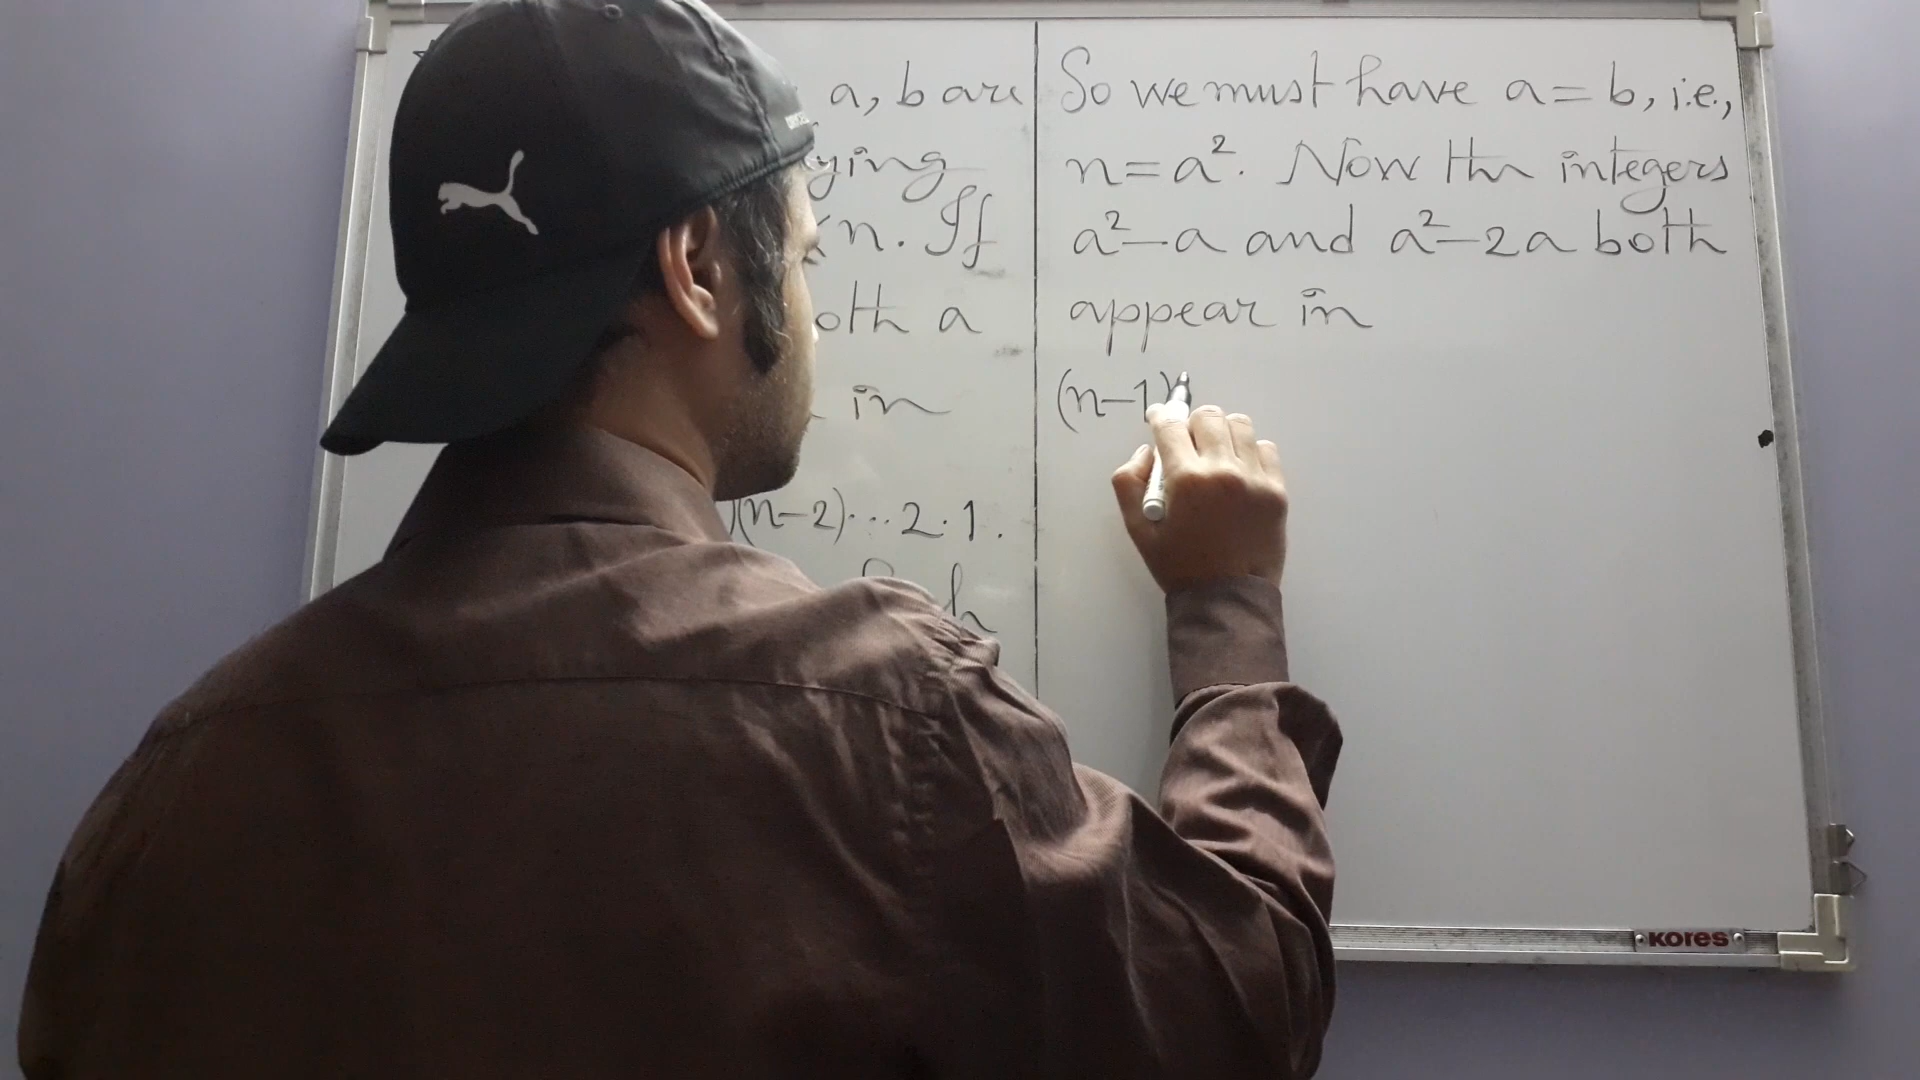 a, b are
ying
n. If
oth a
in
(n-2)...2.1.
h
So we must have a=b, i.e.,
n=a². Now the integers
a²-a and a²-2a both
appear in
(n-1)
KORES